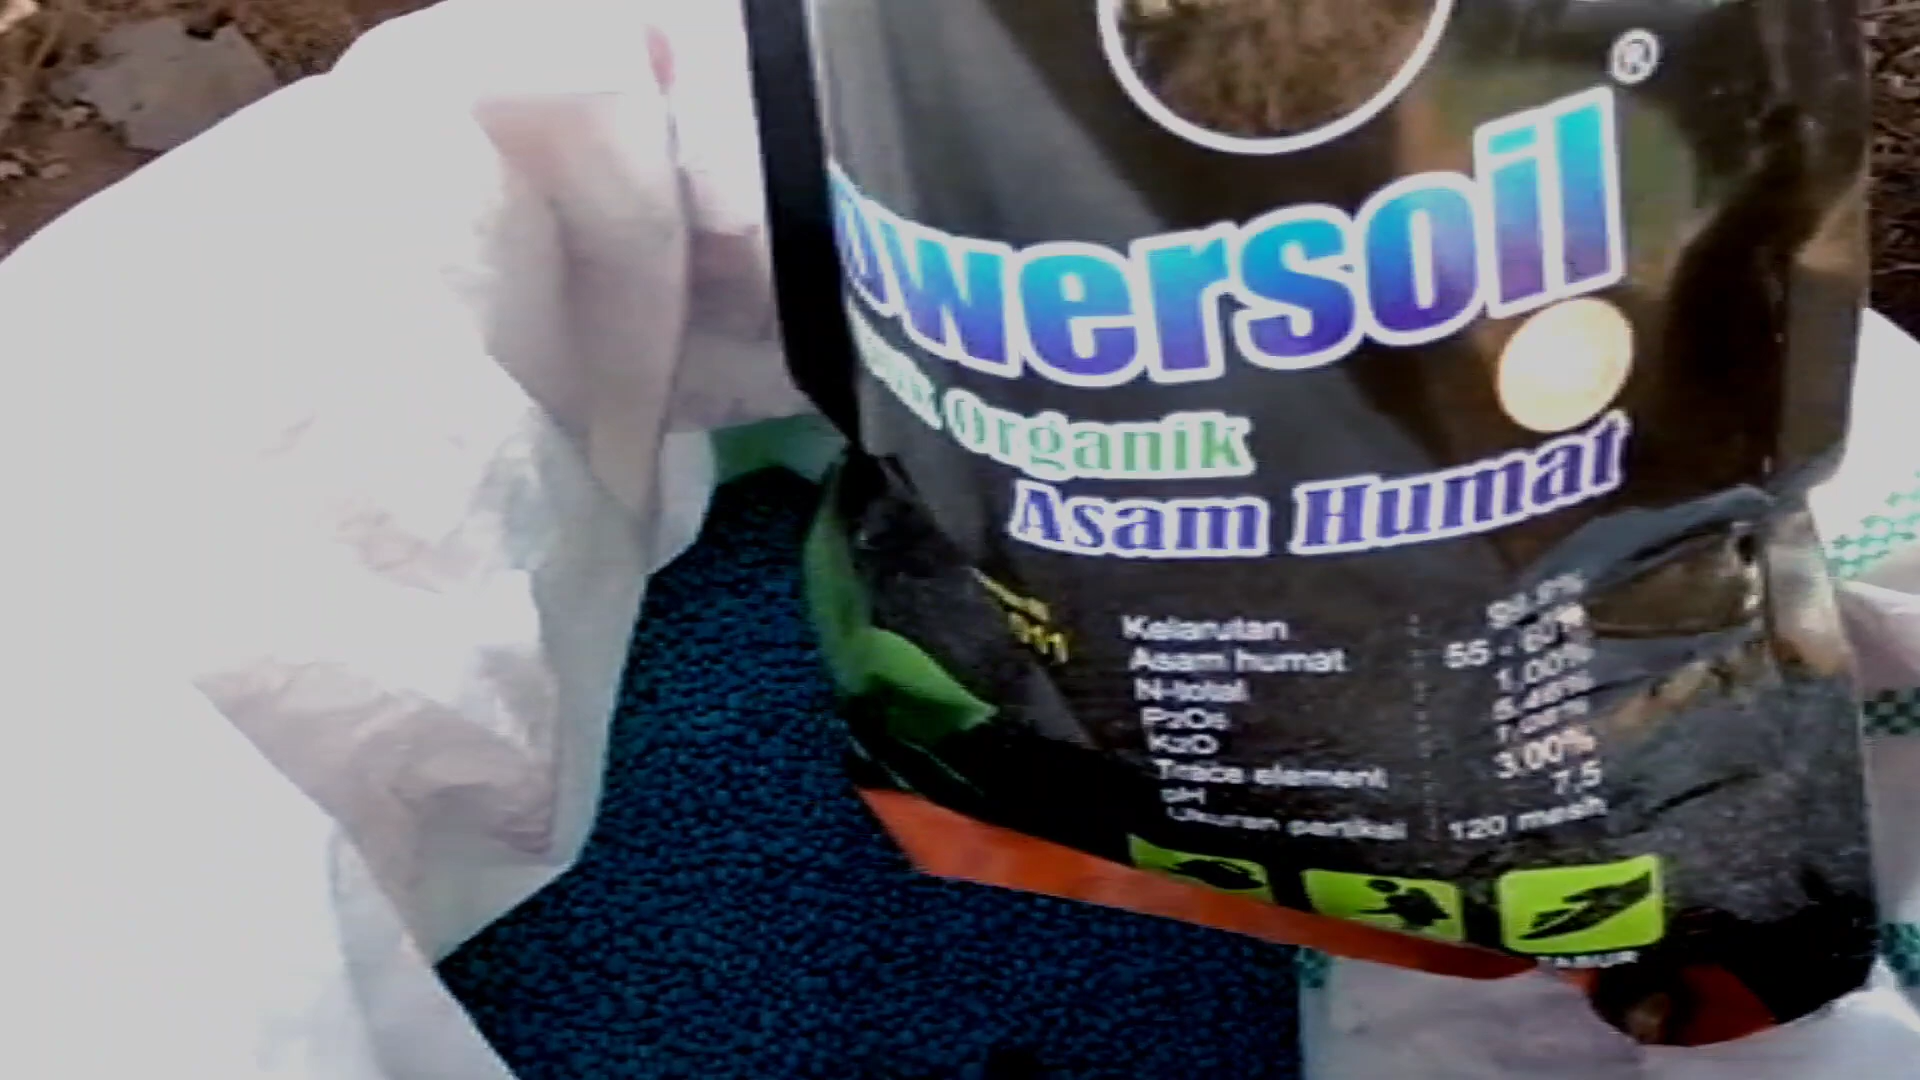 Powersoil®
Organik
Asam Humat
Kelarutan : 
Asam humat : 55 - 60%
N-total : 1,00%
P2O5
K2O
Trace element : 3,00%
pH : 7,5
Ukuran partikel : 120 mesh